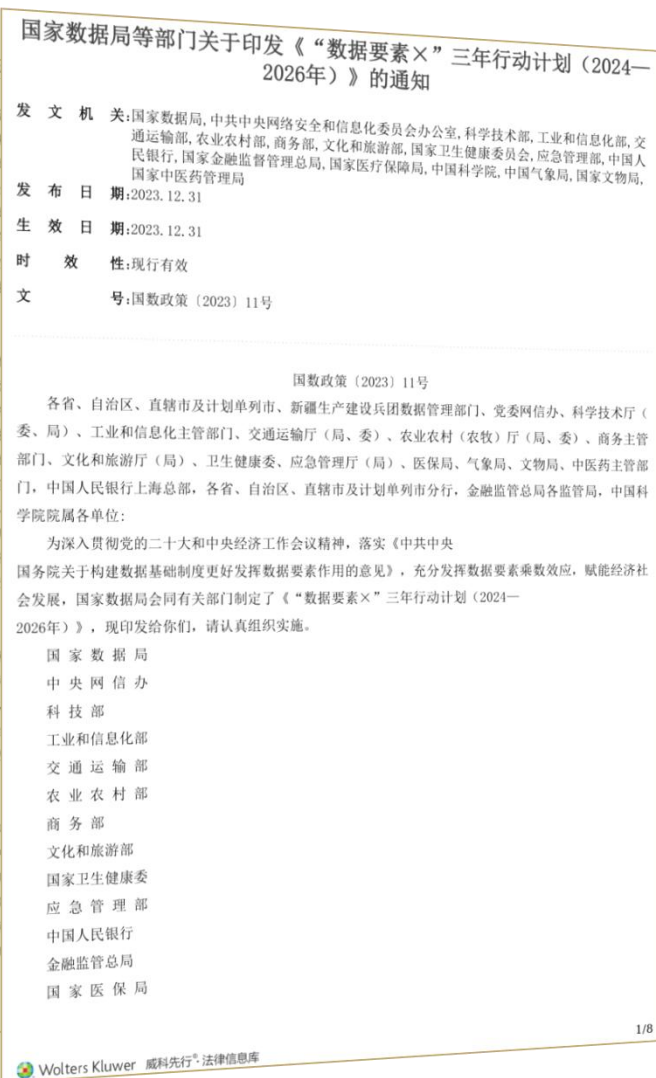 国家数据局等部门关于印发《“数据要素×”三年行动计划（2024—
2026年）》的通知
发文机关:国家数据局,中共中央网络安全和信息化委员会办公室,科学技术部,工业和信息化部,交
通运输部,农业农村部,商务部,文化和旅游部,国家卫生健康委员会,应急管理部,中国人
民银行,国家金融监督管理总局,国家医疗保障局,中国科学院,中国气象局,国家文物局,
国家中医药管理局
发布日期:2023.12.31
生效日期:2023.12.31
时效性:现行有效
文号:国数政策〔2023〕11号
国数政策〔2023〕11号
各省、自治区、直辖市及计划单列市、新疆生产建设兵团数据管理部门、党委网信办、科学技术厅（
委、局）、工业和信息化主管部门、交通运输厅（局、委）、农业农村（农牧）厅（局、委）、商务主管
部门、文化和旅游厅（局）、卫生健康委、应急管理厅（局）、医保局、气象局、文物局、中医药主管部
门，中国人民银行上海总部，各省、自治区、直辖市及计划单列市分行，金融监管总局各监管局，中国科
学院院属各单位:
为深入贯彻党的二十大和中央经济工作会议精神，落实《中共中央
国务院关于构建数据基础制度更好发挥数据要素作用的意见》，充分发挥数据要素乘数效应，赋能经济社
会发展，国家数据局会同有关部门制定了《“数据要素×”三年行动计划（2024—
2026年）》，现印发给你们，请认真组织实施。
国家数据局
中央网信办
科技部
工业和信息化部
交通运输部
农业农村部
商务部
文化和旅游部
国家卫生健康委
应急管理部
中国人民银行
金融监管总局
国家医保局
1/8
Wolters Kluwer 威科先行®·法律信息库